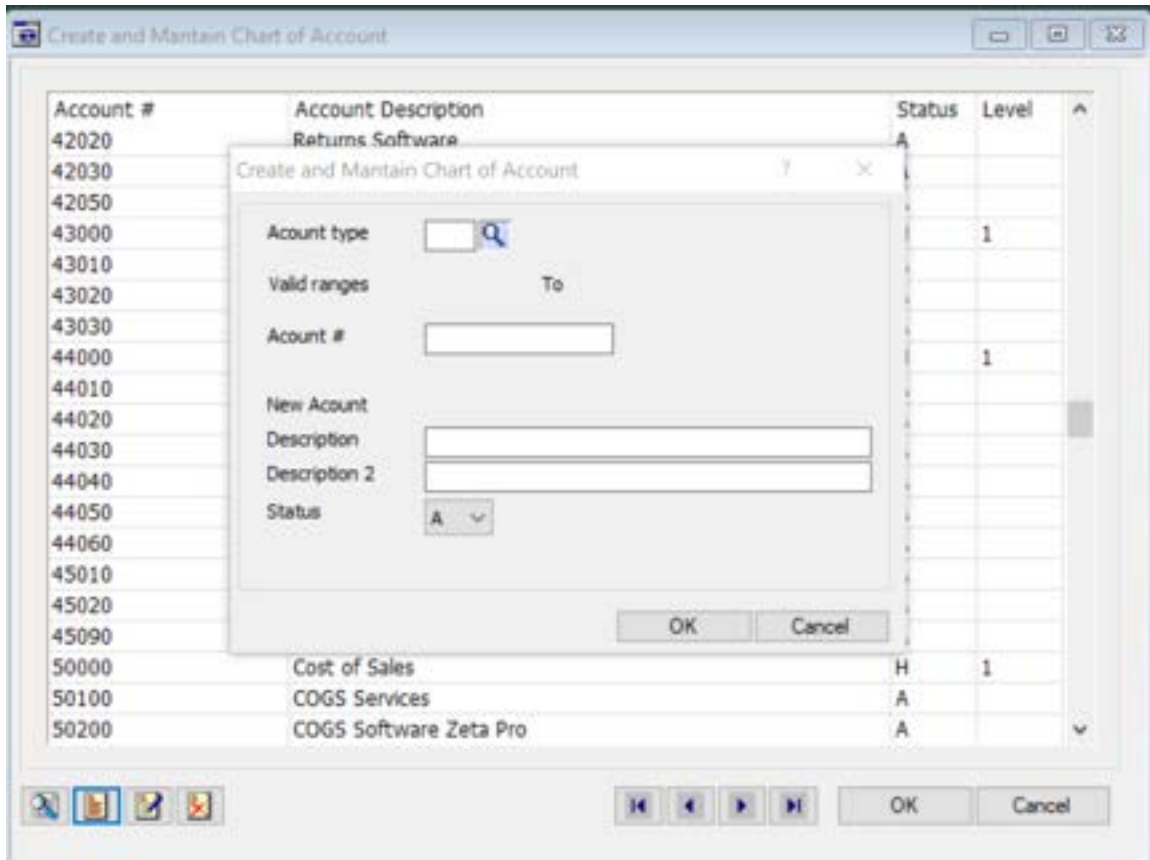 Create and Mantain Chart of Account
Account # Account Description Status Level
42020 Returns Software A
42030
42050
43000 1
43010
43020
43030
44000 1
44010
44020
44030
44040
44050
44060
45010
45020
45090
50000 Cost of Sales H 1
50100 COGS Services A
50200 COGS Software Zeta Pro A
Create and Mantain Chart of Account ?
Acount type
Valid ranges To
Acount #
New Acount
Description
Description 2
Status A
OK Cancel
OK Cancel